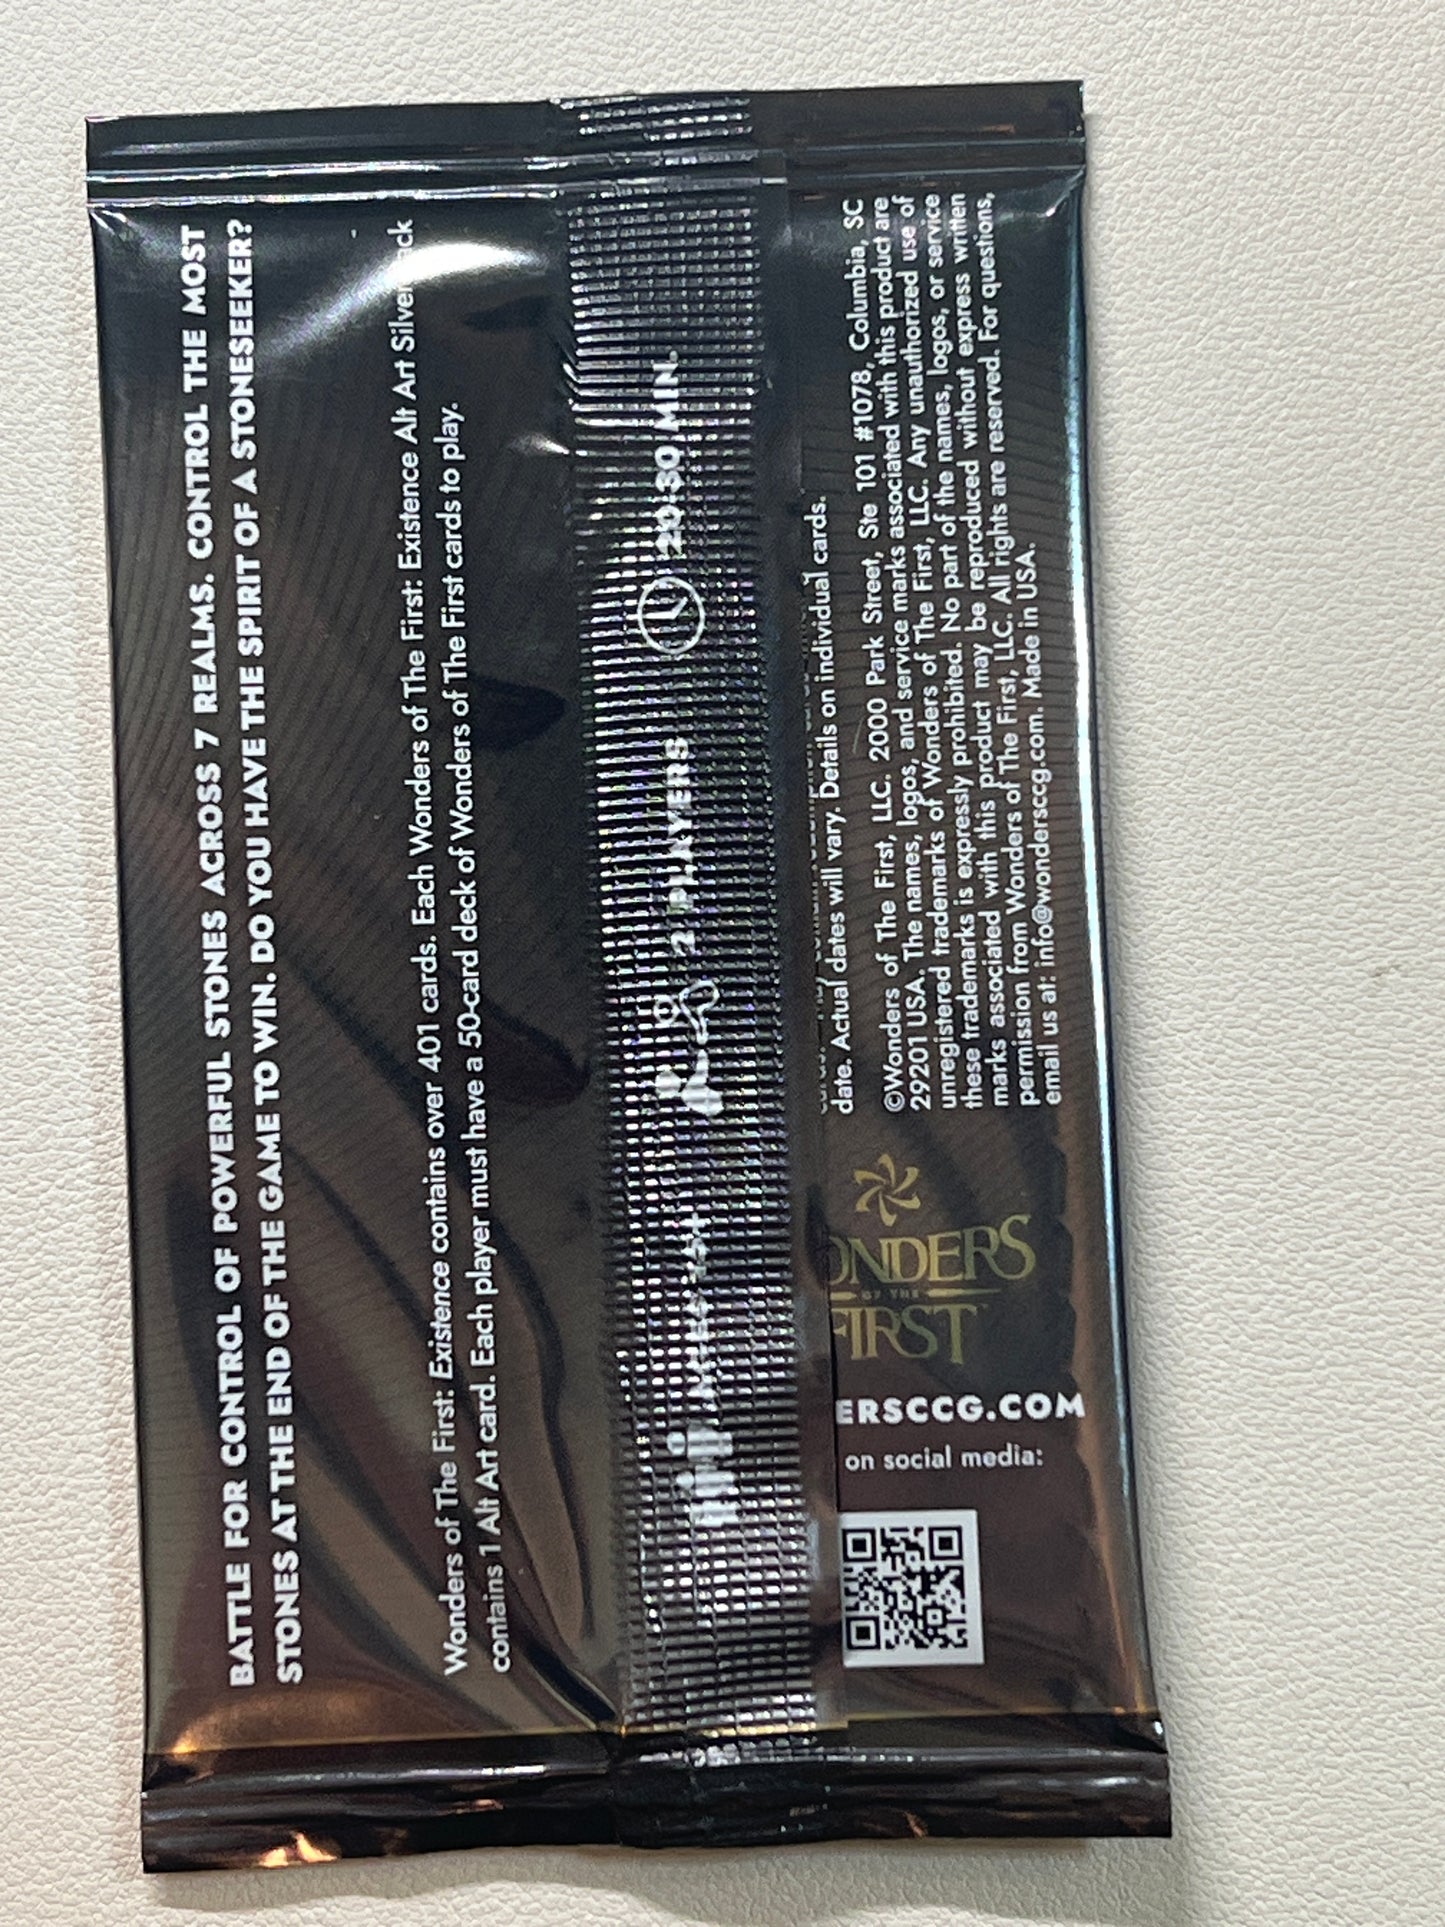 BATTLE FOR CONTROL OF POWERFUL STONES ACROSS 7 REALMS. CONTROL THE MOST
STONES AT THE END OF THE GAME TO WIN. DO YOU HAVE THE SPIRIT OF A STONESEEKER?
Wonders of The First: Existence contains over 401 cards. Each Wonders of The First: Existence Alt Art
contains 1 Alt Art card. Each player must have a 50-card deck of Wonders of The First cards to play.
AGES 13+
2 PLAYERS
20-30 MIN.
date. Actual dates will vary. Details on individual cards.
©Wonders of The First, LLC. 2000 Park Street, Ste 101 #1078, Columbia, SC
29201 USA. The names, logos, and service marks associated with this product are
unregistered trademarks of Wonders of The First, LLC. Any unauthorized use of
these trademarks is expressly prohibited. No part of the names, logos, or service
marks associated with this product may be reproduced without express written
permission from Wonders of The First, LLC. All rights are reserved. For questions,
email us at: info@wondersccg.com. Made in USA.
ONDERS
OF THE
FIRST
ERSCCG.COM
on social media: